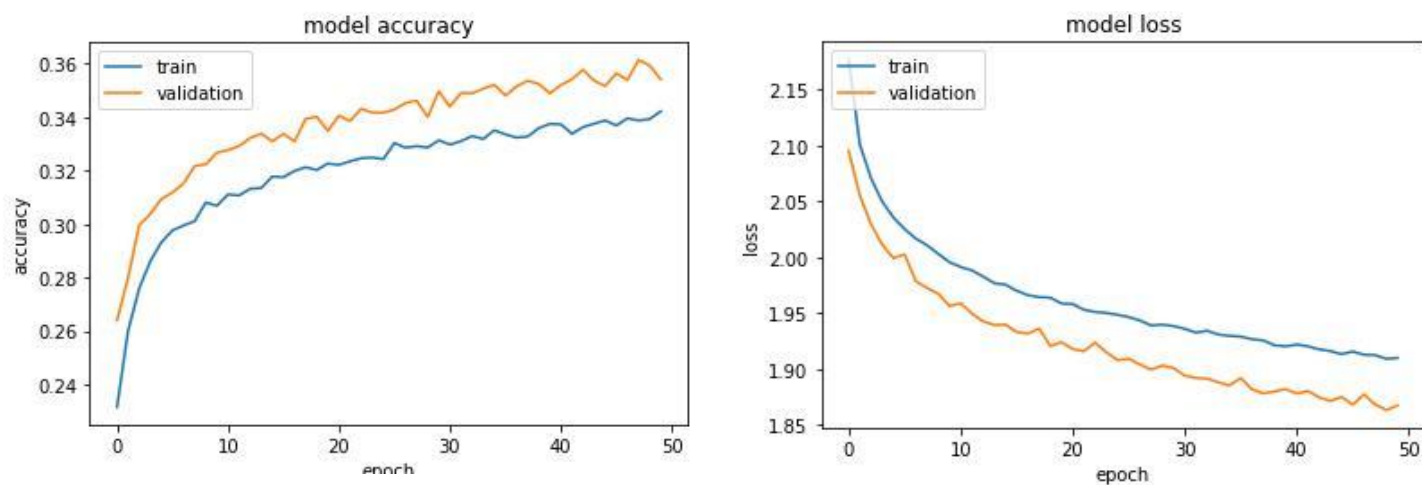 model accuracy
train
validation
0.36
0.34
0.32
0.30
0.28
0.26
0.24
accuracy
0 10 20 30 40 50
epoch
model loss
train
validation
2.15
2.10
2.05
2.00
1.95
1.90
1.85
loss
0 10 20 30 40 50
epoch